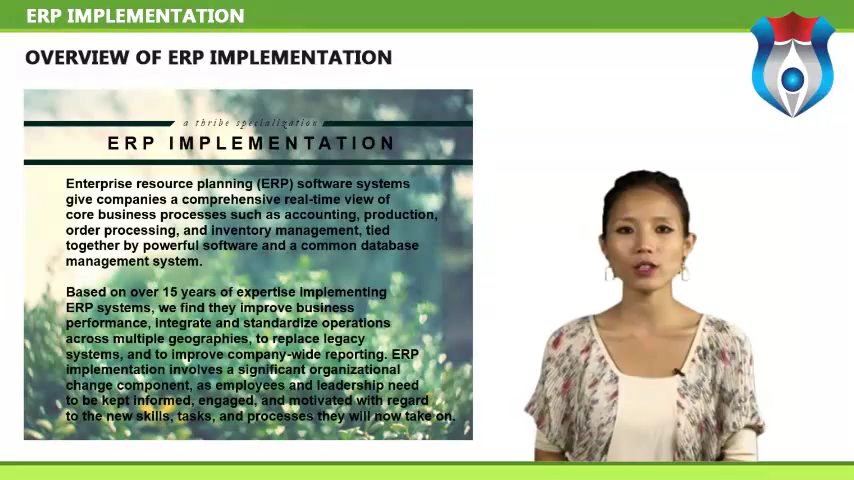 ERP IMPLEMENTATION
OVERVIEW OF ERP IMPLEMENTATION
a thribe specialization
ERP IMPLEMENTATION
Enterprise resource planning (ERP) software systems
give companies a comprehensive real-time view of
core business processes such as accounting, production,
order processing, and inventory management, tied
together by powerful software and a common database
management system.
Based on over 15 years of expertise implementing
ERP systems, we find they improve business
performance, integrate and standardize operations
across multiple geographies, to replace legacy
systems, and to improve company-wide reporting. ERP
implementation involves a significant organizational
change component, as employees and leadership need
to be kept informed, engaged, and motivated with regard
to the new skills, tasks, and processes they will now take on.